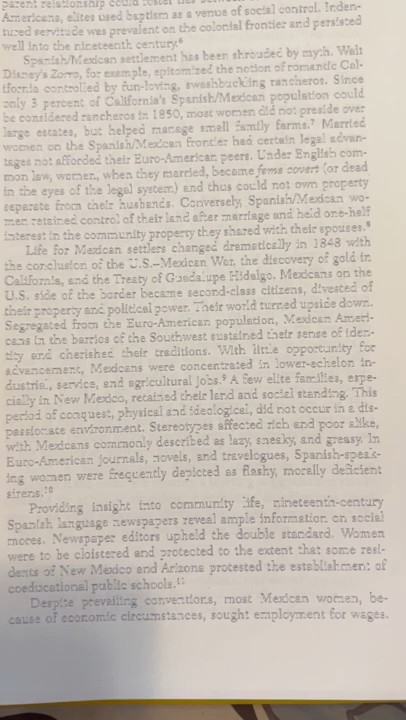 parent relationship could foster
Americans, elites used baptism as a venue of social control. Inden-
tured servitude was prevalent on the colonial frontier and persisted
well into the nineteenth century.⁶
Spanish/Mexican settlement has been shrouded by myth. Walt
Disney's Zorro, for example, epitomized the notion of romantic Cal-
ifornia controlled by fun-loving, swashbuckling rancheros. Since
only 3 percent of California's Spanish/Mexican population could
be considered rancheros in 1850, most women did not preside over
large estates, but helped manage small family farms.⁷ Married
women on the Spanish/Mexican frontier had certain legal advan-
tages not afforded their Euro-American peers. Under English com-
mon law, women, when they married, became feme covert (or dead
in the eyes of the legal system) and thus could not own property
separate from their husbands. Conversely, Spanish/Mexican wo-
men retained control of their land after marriage and held one-half
interest in the community property they shared with their spouses.⁸
Life for Mexican settlers changed dramatically in 1848 with
the conclusion of the U.S.–Mexican War, the discovery of gold in
California, and the Treaty of Guadalupe Hidalgo. Mexicans on the
U.S. side of the border became second-class citizens, divested of
their property and political power. Their world turned upside down.
Segregated from the Euro-American population, Mexican Ameri-
cans in the barrios of the Southwest sustained their sense of iden-
tity and cherished their traditions. With little opportunity for
advancement, Mexicans were concentrated in lower-echelon in-
dustrial, service, and agricultural jobs.⁹ A few elite families, espe-
cially in New Mexico, retained their land and social standing. This
period of conquest, physical and ideological, did not occur in a dis-
passionate environment. Stereotypes affected rich and poor alike,
with Mexicans commonly described as lazy, sneaky, and greasy. In
Euro-American journals, novels, and travelogues, Spanish-speak-
ing women were frequently depicted as flashy, morally deficient
sirens.¹⁰
Providing insight into community life, nineteenth-century
Spanish language newspapers reveal ample information on social
mores. Newspaper editors upheld the double standard. Women
were to be cloistered and protected to the extent that some resi-
dents of New Mexico and Arizona protested the establishment of
coeducational public schools.¹¹
Despite prevailing conventions, most Mexican women, be-
cause of economic circumstances, sought employment for wages.